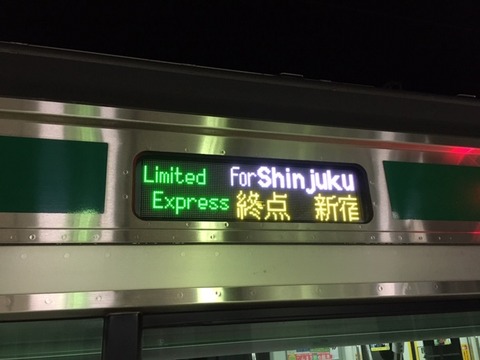 Limited For Shinjuku
Express 終点 新宿